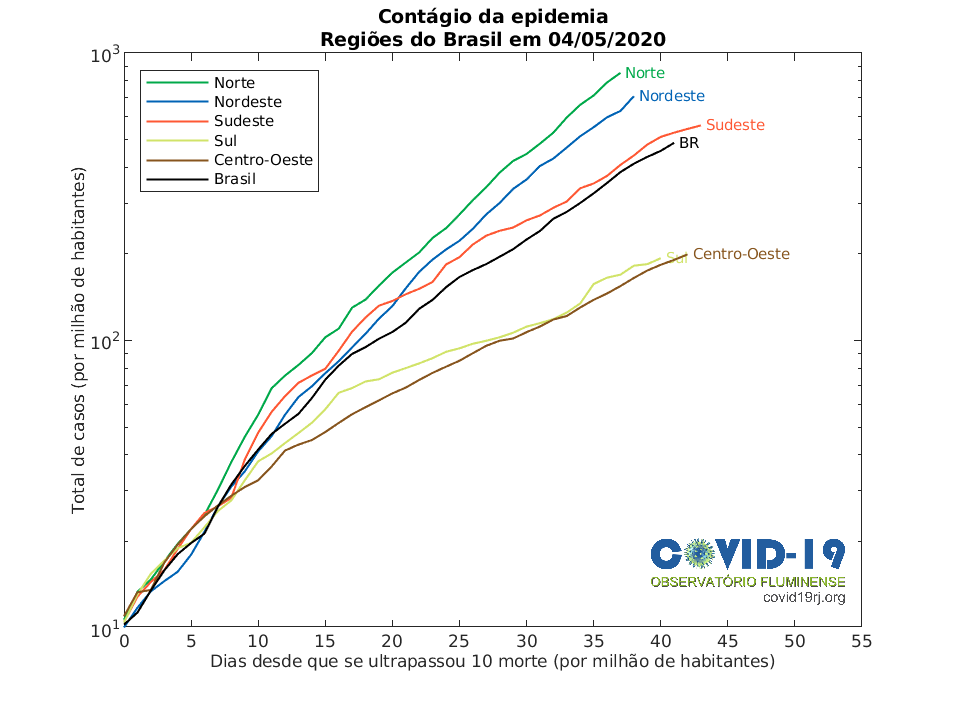 Contágio da epidemia
Regiões do Brasil em 04/05/2020
10³
Norte
Nordeste
Sudeste
Sul
Centro-Oeste
Brasil
Norte
Nordeste
Sudeste
BR
Sul
Centro-Oeste
Total de casos (por milhão de habitantes)
10²
COVID-19
OBSERVATÓRIO FLUMINENSE
covid19rj.org
10¹
0 5 10 15 20 25 30 35 40 45 50 55
Dias desde que se ultrapassou 10 morte (por milhão de habitantes)